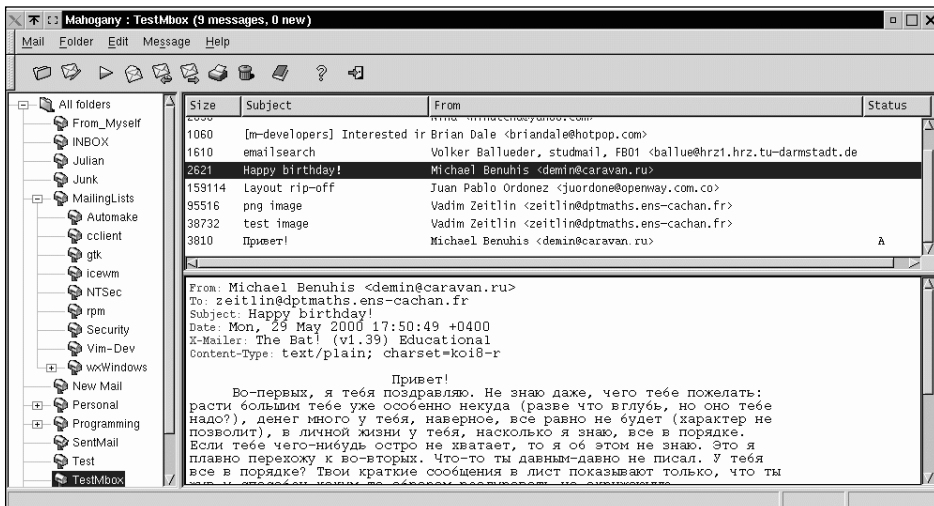 Mahogany : TestMbox (9 messages, 0 new)
Mail Folder Edit Message Help
All folders
From_Myself
INBOX
Julian
Junk
MailingLists
Automake
cclient
gtk
icewm
NTSec
rpm
Security
Vim-Dev
wxWindows
New Mail
Personal
Programming
SentMail
Test
TestMbox
Size Subject From Status
1060 [m-developers] Interested ir Brian Dale <briandale@hotpop.com>
1610 emailsearch Volker Ballueder, studmail, FB01 <ballue@hrz1.hrz.tu-darmstadt.de
2621 Happy birthday! Michael Benuhis <demin@caravan.ru>
159114 Layout rip-off Juan Pablo Ordonez <juordone@openway.com.co>
95516 png image Vadim Zeitlin <zeitlin@dptmaths.ens-cachan.fr>
38732 test image Vadim Zeitlin <zeitlin@dptmaths.ens-cachan.fr>
3810 Привет! Michael Benuhis <demin@caravan.ru> A
From: Michael Benuhis <demin@caravan.ru>
To: zeitlin@dptmaths.ens-cachan.fr
Subject: Happy birthday!
Date: Mon, 29 May 2000 17:50:49 +0400
X-Mailer: The Bat! (v1.39) Educational
Content-Type: text/plain; charset=koi8-r
Привет!
Во-первых, я тебя поздравляю. Не знаю даже, чего тебе пожелать:
расти большим тебе уже особенно некуда (разве что вглубь, но оно тебе
надо?), денег много у тебя, наверное, все равно не будет (характер не
позволит), в личной жизни у тебя, насколько я знаю, все в порядке.
Если тебе чего-нибудь остро не хватает, то я об этом не знаю. Это я
плавно перехожу к во-вторых. Что-то ты давным-давно не писал. У тебя
все в порядке? Твои краткие сообщения в лист показывают только, что ты